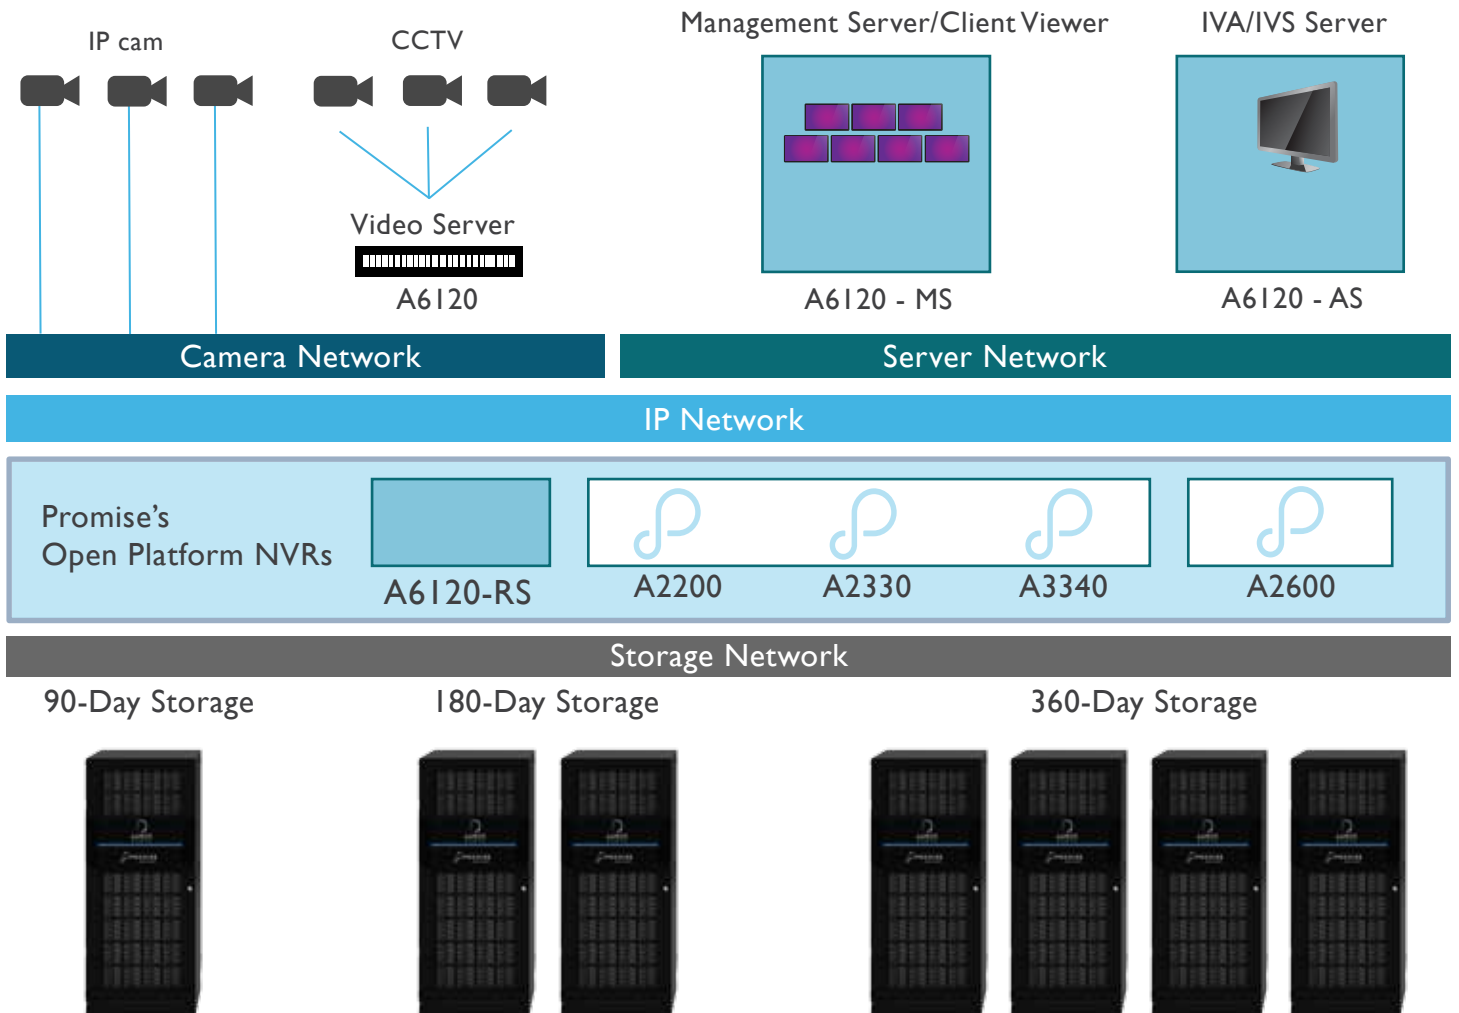 IP cam
CCTV
Management Server/Client Viewer
IVA/IVS Server
Video Server
A6120
A6120 - MS
A6120 - AS
Camera Network
Server Network
IP Network
Promise's
Open Platform NVRs
A6120-RS
A2200
A2330
A3340
A2600
Storage Network
90-Day Storage
180-Day Storage
360-Day Storage